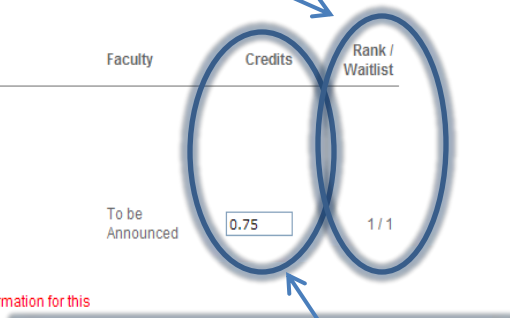 Faculty Credits Rank /
Waitlist
To be
Announced 0.75 1 / 1
rmation for this